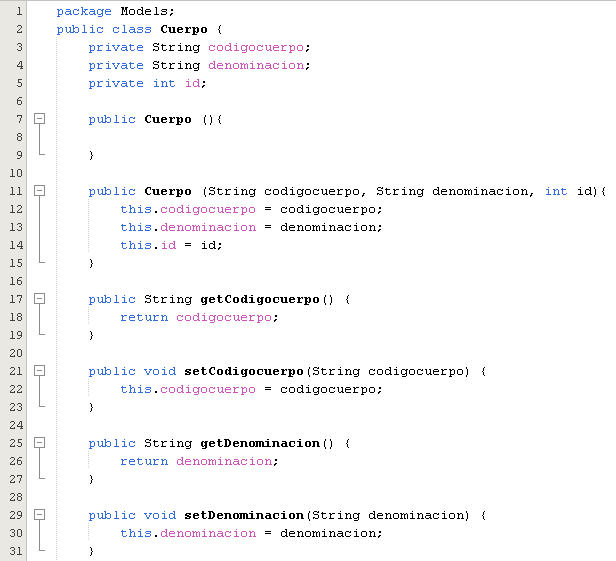 1 package Models;
2 public class Cuerpo {
3 private String codigocuerpo;
4 private String denominacion;
5 private int id;
6
7 public Cuerpo (){
8
9 }
10
11 public Cuerpo (String codigocuerpo, String denominacion, int id){
12 this.codigocuerpo = codigocuerpo;
13 this.denominacion = denominacion;
14 this.id = id;
15 }
16
17 public String getCodigocuerpo() {
18 return codigocuerpo;
19 }
20
21 public void setCodigocuerpo(String codigocuerpo) {
22 this.codigocuerpo = codigocuerpo;
23 }
24
25 public String getDenominacion() {
26 return denominacion;
27 }
28
29 public void setDenominacion(String denominacion) {
30 this.denominacion = denominacion;
31 }